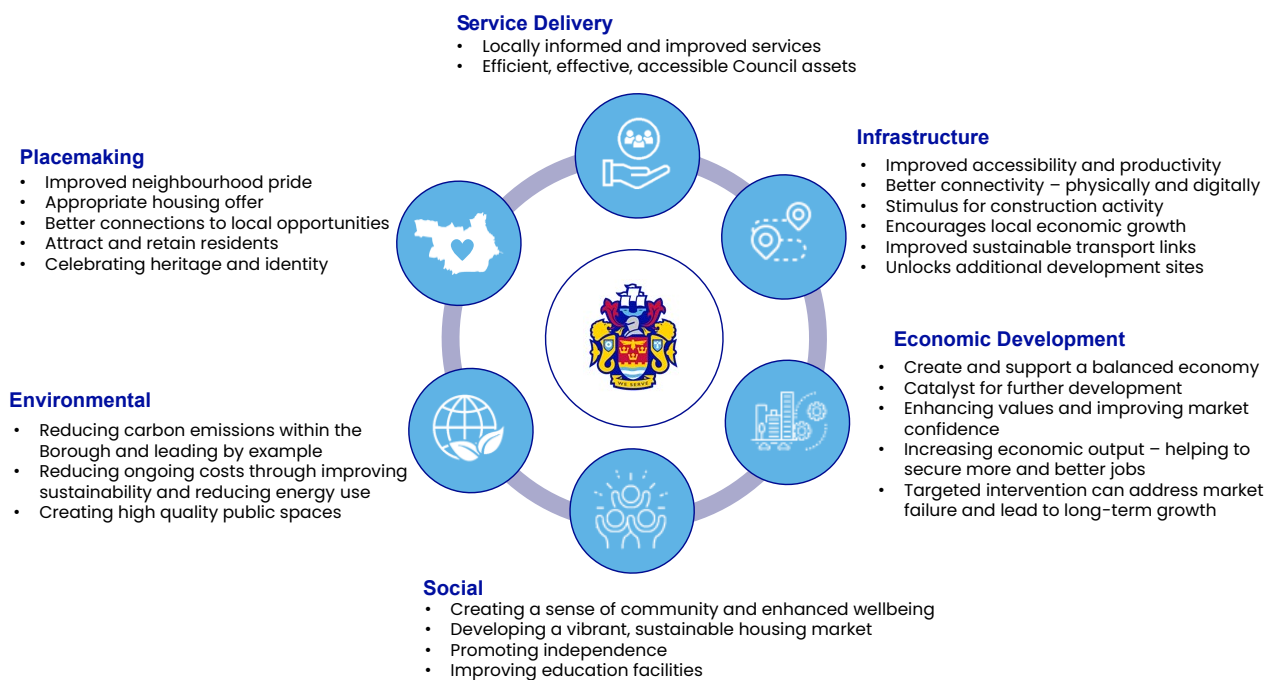 Service Delivery
• Locally informed and improved services
• Efficient, effective, accessible Council assets
Infrastructure
• Improved accessibility and productivity
• Better connectivity – physically and digitally
• Stimulus for construction activity
• Encourages local economic growth
• Improved sustainable transport links
• Unlocks additional development sites
Economic Development
• Create and support a balanced economy
• Catalyst for further development
• Enhancing values and improving market
confidence
• Increasing economic output – helping to
secure more and better jobs
• Targeted intervention can address market
failure and lead to long-term growth
Social
• Creating a sense of community and enhanced wellbeing
• Developing a vibrant, sustainable housing market
• Promoting independence
• Improving education facilities
Environmental
• Reducing carbon emissions within the
Borough and leading by example
• Reducing ongoing costs through improving
sustainability and reducing energy use
• Creating high quality public spaces
Placemaking
• Improved neighbourhood pride
• Appropriate housing offer
• Better connections to local opportunities
• Attract and retain residents
• Celebrating heritage and identity
WE SERVE